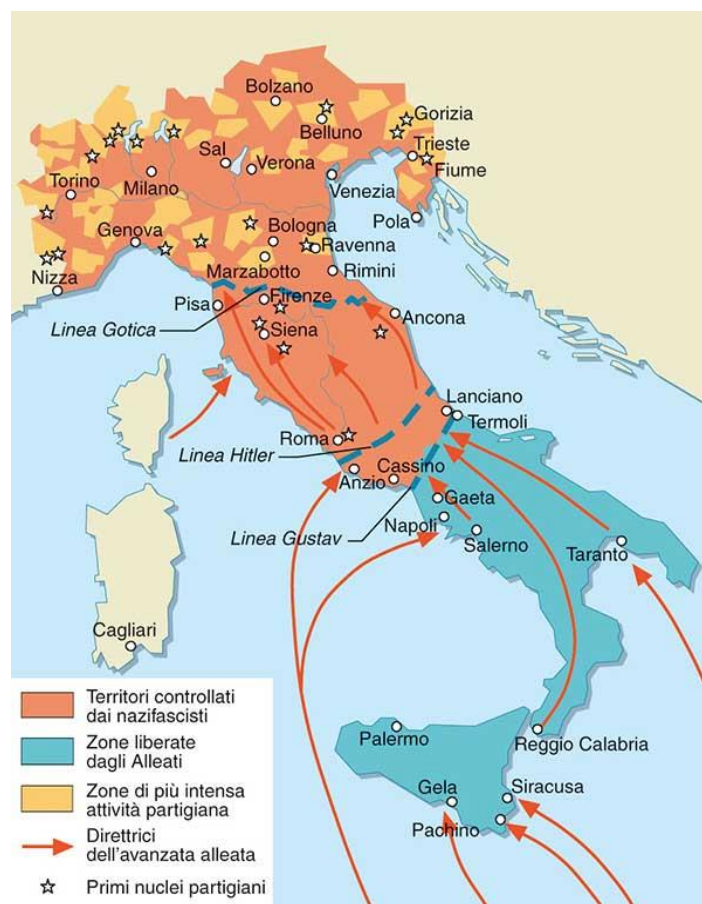 Bolzano
Gorizia
Belluno
Trieste
Sal
Verona
Fiume
Torino
Milano
Venezia
Pola
Genova
Bologna
Ravenna
Marzabotto
Rimini
Nizza
Pisa
Firenze
Linea Gotica
Siena
Ancona
Lanciano
Termoli
Roma
Linea Hitler
Cassino
Anzio
Gaeta
Linea Gustav
Napoli
Salerno
Taranto
Cagliari
Palermo
Reggio Calabria
Gela
Siracusa
Pachino
Territori controllati
dai nazifascisti
Zone liberate
dagli Alleati
Zone di più intensa
attività partigiana
Direttrici
dell'avanzata alleata
Primi nuclei partigiani